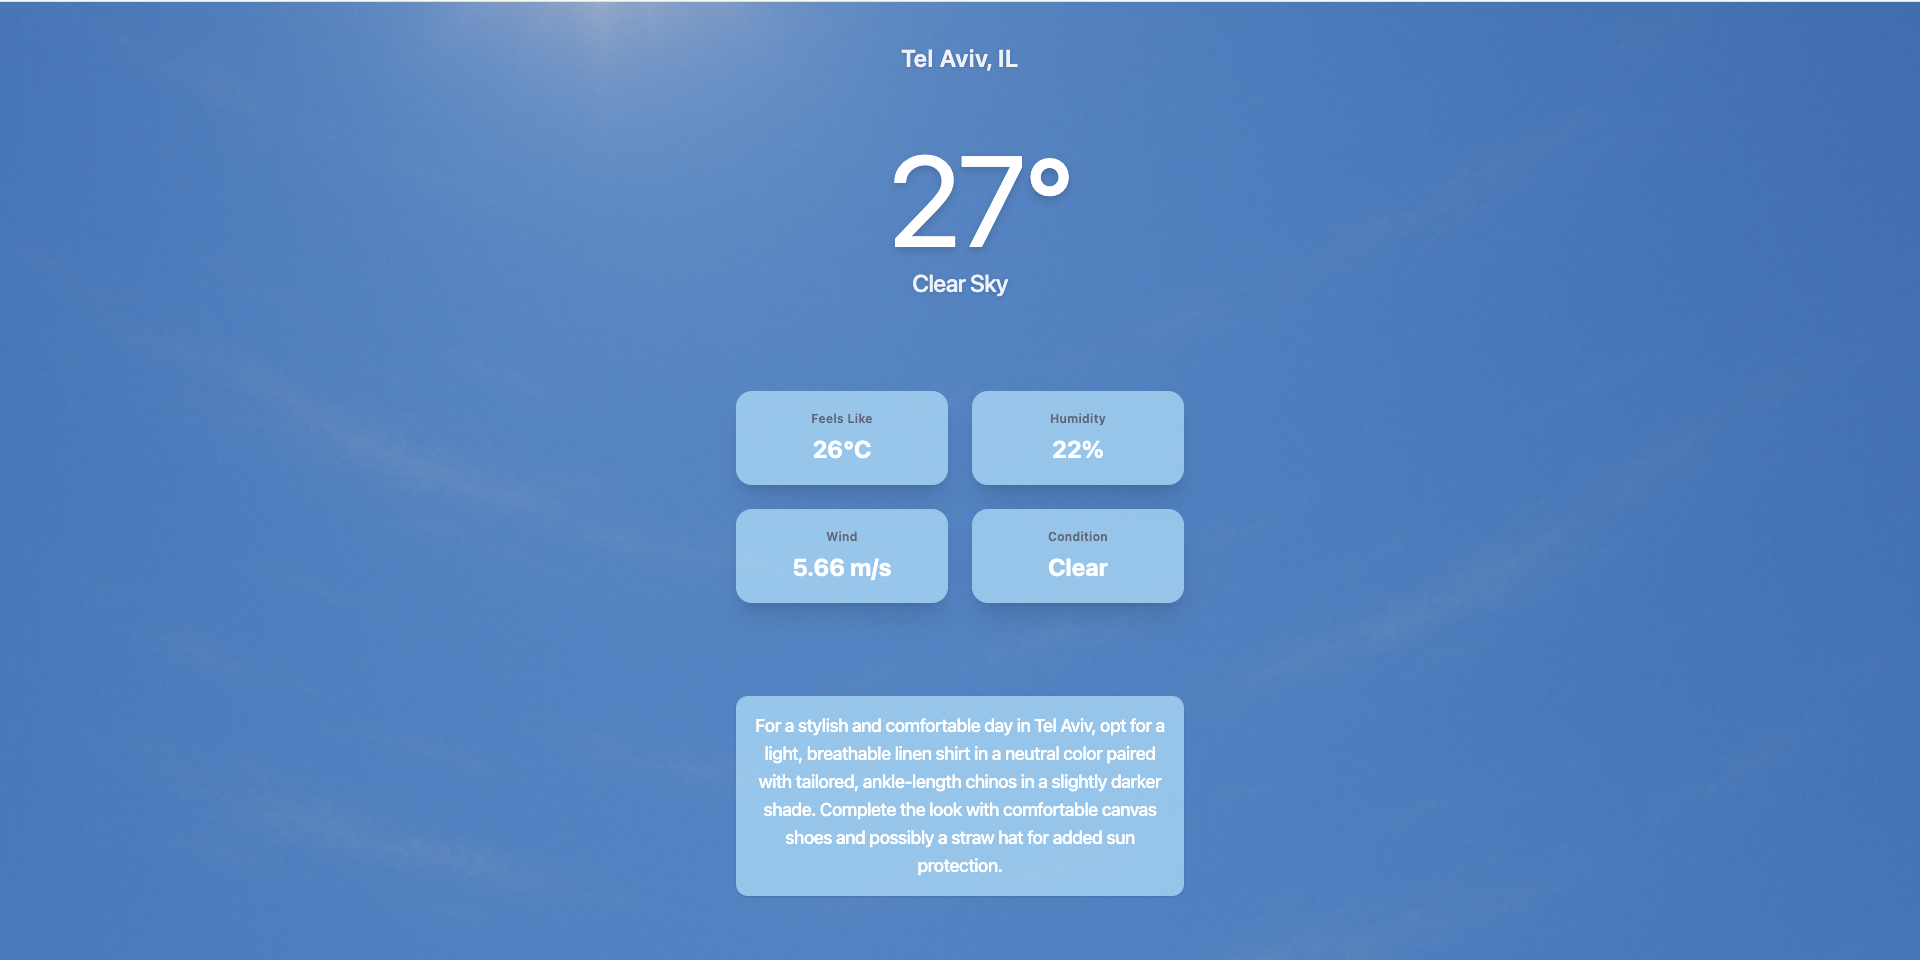 Tel Aviv, IL
27°
Clear Sky
Feels Like
26°C
Humidity
22%
Wind
5.66 m/s
Condition
Clear
For a stylish and comfortable day in Tel Aviv, opt for a
light, breathable linen shirt in a neutral color paired
with tailored, ankle-length chinos in a slightly darker
shade. Complete the look with comfortable canvas
shoes and possibly a straw hat for added sun
protection.